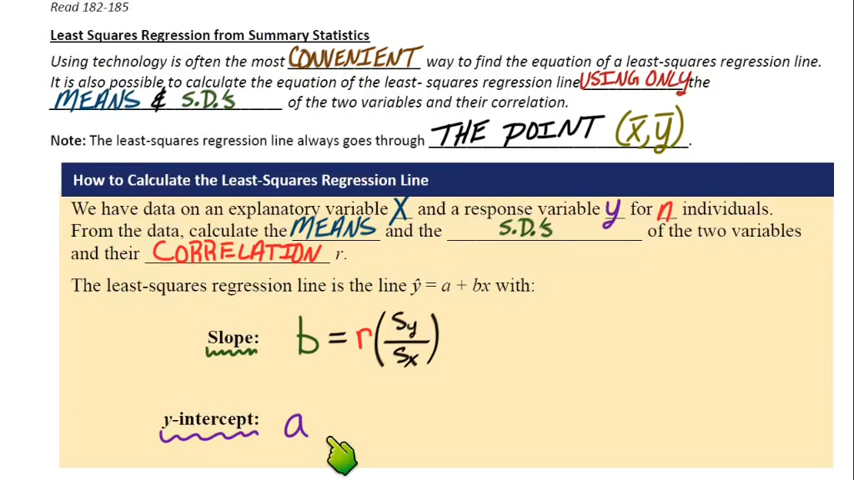 Read 182-185
Least Squares Regression from Summary Statistics
Using technology is often the most CONVENIENT way to find the equation of a least-squares regression line.
It is also possible to calculate the equation of the least- squares regression line USING ONLY the
MEANS & S.D.'s of the two variables and their correlation.
Note: The least-squares regression line always goes through THE POINT (x̄, ȳ).
How to Calculate the Least-Squares Regression Line
We have data on an explanatory variable X and a response variable y for n individuals.
From the data, calculate the MEANS and the S.D.'s of the two variables
and their CORRELATION r.
The least-squares regression line is the line ŷ = a + bx with:
Slope: b = r(Sy/Sx)
y-intercept: a